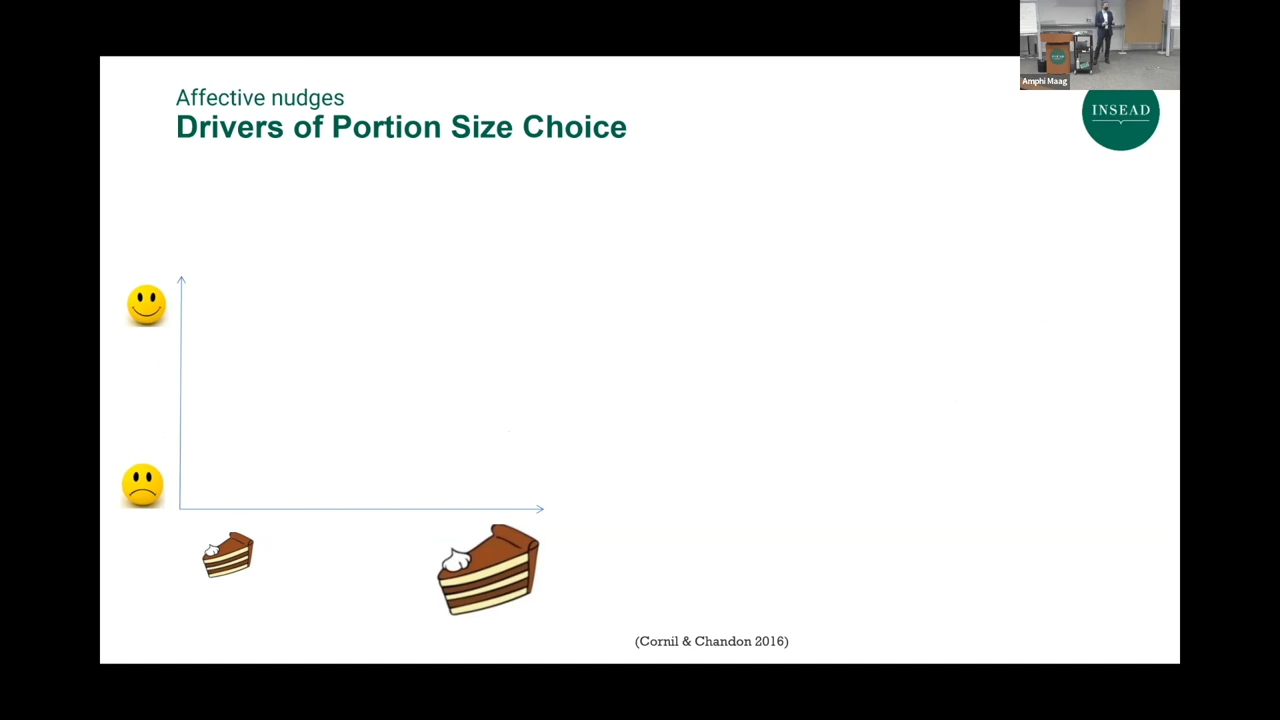 Amphi Maag
Affective nudges
Drivers of Portion Size Choice
INSEAD
(Cornil & Chandon 2016)